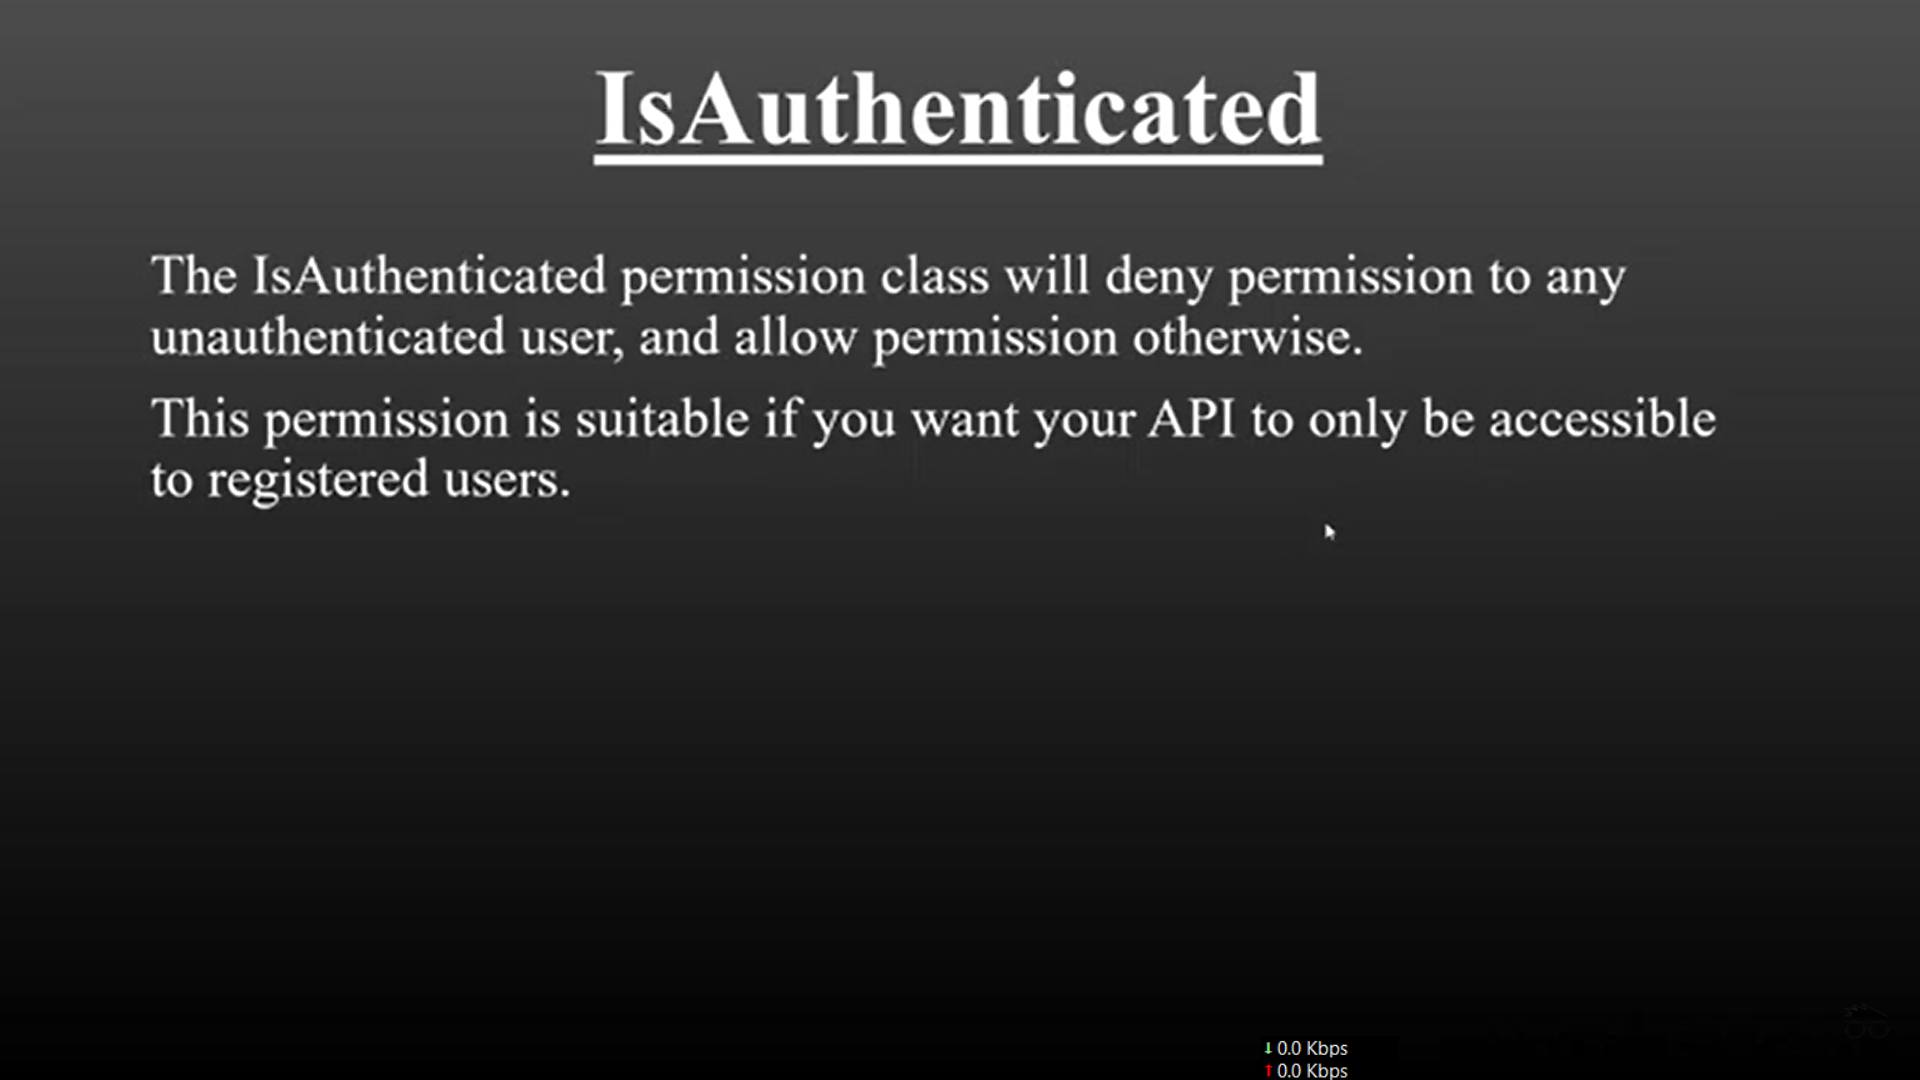 IsAuthenticated
The IsAuthenticated permission class will deny permission to any
unauthenticated user, and allow permission otherwise.
This permission is suitable if you want your API to only be accessible
to registered users.
↓ 0.0 Kbps
↑ 0.0 Kbps